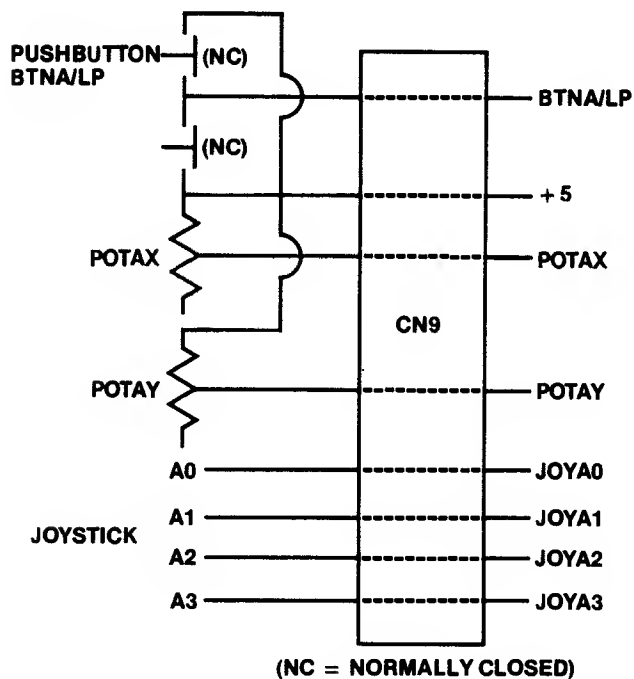 PUSHBUTTON
BTNA/LP
(NC)
BTNA/LP
(NC)
+ 5
POTAX
POTAX
CN9
POTAY
POTAY
A0
JOYA0
JOYSTICK
A1
JOYA1
A2
JOYA2
A3
JOYA3
(NC = NORMALLY CLOSED)